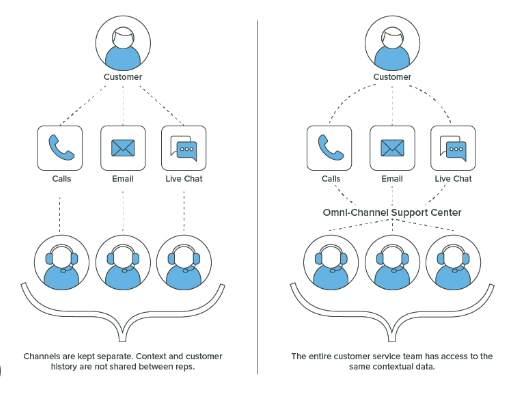 Customer
Calls
Email
Live Chat
Channels are kept separate. Context and customer
history are not shared between reps.
Customer
Calls
Email
Live Chat
Omni-Channel Support Center
The entire customer service team has access to the
same contextual data.